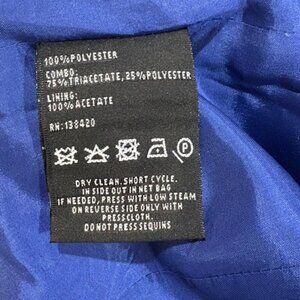 100%POLYESTER
COMBO:
75%TRIACETATE, 25%POLYESTER
LINING:
100%ACETATE
RN: 138420
P
DRY CLEAN. SHORT CYCLE.
IN SIDE OUT IN NET BAG
IF NEEDED, PRESS WITH LOW STEAM
ON REVERSE SIDE ONLY WITH
PRESSCLOTH.
DO NOT PRESS SEQUINS